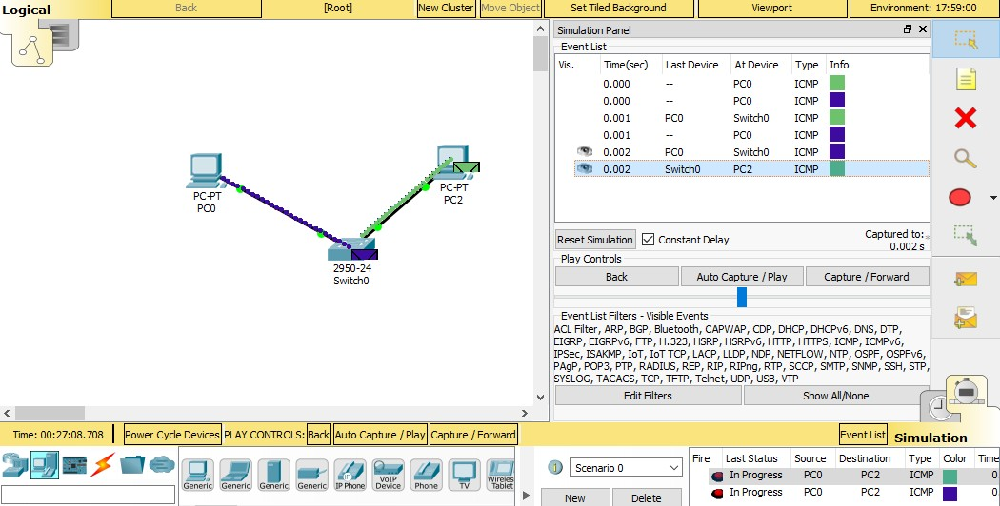 Logical
Back
[Root]
New Cluster
Move Object
Set Tiled Background
Viewport
Environment: 17:59:00
Simulation Panel
Event List
Vis. Time(sec) Last Device At Device Type Info
0.000 -- PC0 ICMP
0.000 -- PC0 ICMP
0.001 PC0 Switch0 ICMP
0.001 -- PC0 ICMP
0.002 PC0 Switch0 ICMP
0.002 Switch0 PC2 ICMP
PC-PT
PC0
PC-PT
PC2
2950-24
Switch0
Reset Simulation
Constant Delay
Captured to:
0.002 s
Play Controls
Back
Auto Capture / Play
Capture / Forward
Event List Filters - Visible Events
ACL Filter, ARP, BGP, Bluetooth, CAPWAP, CDP, DHCP, DHCPv6, DNS, DTP,
EIGRP, EIGRPv6, FTP, H.323, HSRP, HSRPv6, HTTP, HTTPS, ICMP, ICMPv6,
IPSec, ISAKMP, IoT, IoT TCP, LACP, LLDP, NDP, NETFLOW, NTP, OSPF, OSPFv6,
PAgP, POP3, PTP, RADIUS, REP, RIP, RIPng, RTP, SCCP, SMTP, SNMP, SSH, STP,
SYSLOG, TACACS, TCP, TFTP, Telnet, UDP, USB, VTP
Edit Filters
Show All/None
Time: 00:27:08.708
Power Cycle Devices
PLAY CONTROLS:
Back
Auto Capture / Play
Capture / Forward
Event List
Simulation
Generic
Generic
Generic
Generic
IP Phone
VoIP
Device
Phone
TV
Wireless
Tablet
Scenario 0
New
Delete
Fire Last Status Source Destination Type Color Time
In Progress PC0 PC2 ICMP 0
In Progress PC0 PC2 ICMP 0